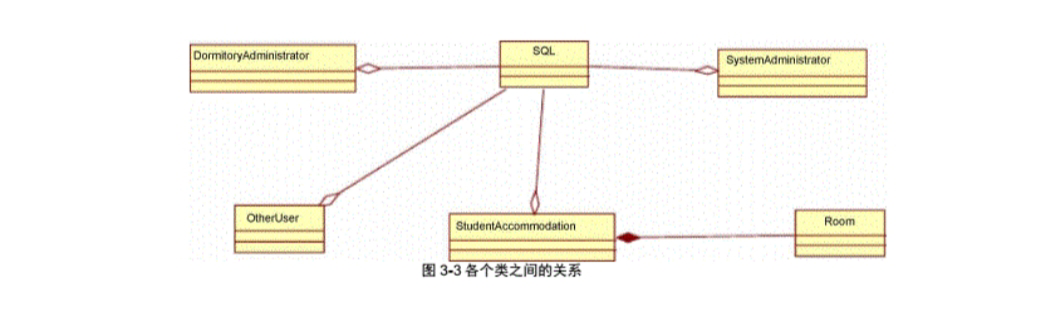 DormitoryAdministrator
SQL
SystemAdministrator
OtherUser
StudentAccommodation
Room
图 3-3 各个类之间的关系